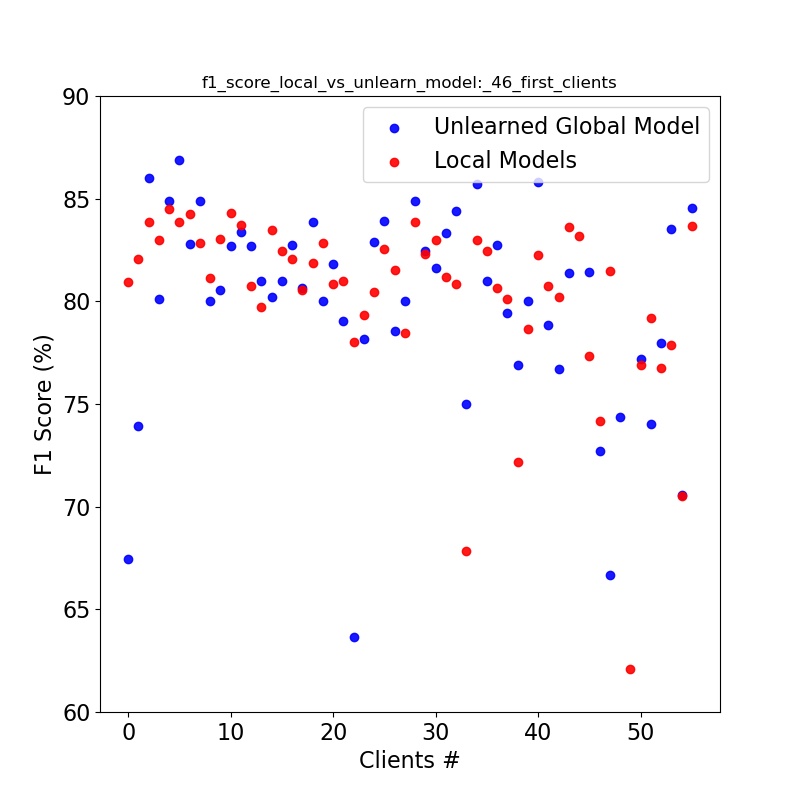 f1_score_local_vs_unlearn_model:_46_first_clients
90
85
80
75
70
65
60
F1 Score (%)
Unlearned Global Model
Local Models
0 10 20 30 40 50
Clients #